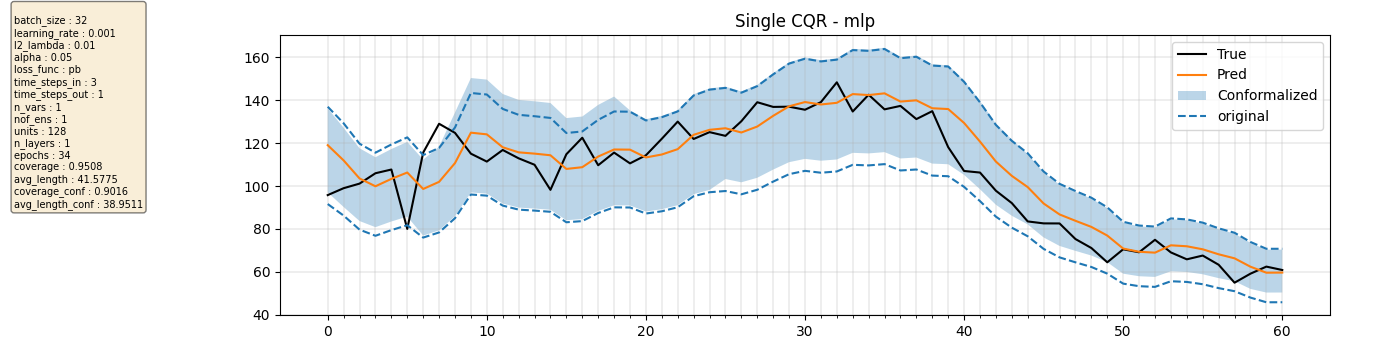 batch_size : 32
learning_rate : 0.001
l2_lambda : 0.01
alpha : 0.05
loss_func : pb
time_steps_in : 3
time_steps_out : 1
n_vars : 1
nof_ens : 1
units : 128
n_layers : 1
epochs : 34
coverage : 0.9508
avg_length : 41.5775
coverage_conf : 0.9016
avg_length_conf : 38.9511
Single CQR - mlp
True
Pred
Conformalized
original
160
140
120
100
80
60
40
0 10 20 30 40 50 60